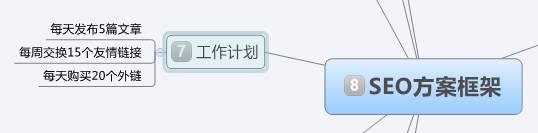 每天发布5篇文章
每周交换15个友情链接
每天购买20个外链
7 工作计划
8 SEO方案框架